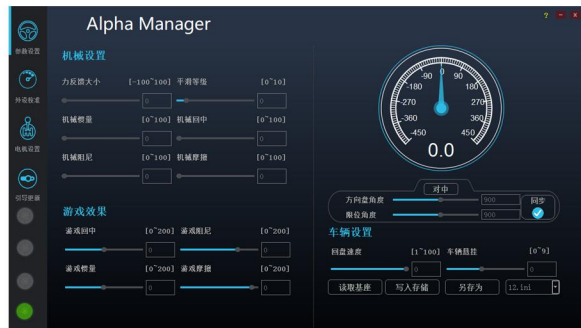 Alpha Manager
? - x
参数设置
外设校准
电机设置
引导更新
机械设置
力反馈大小 [-100~100] 平滑等级 [0~10]
0 0
机械惯量 [0~100] 机械回中 [0~100]
0 0
机械阻尼 [0~100] 机械摩擦 [0~100]
0 0
游戏效果
游戏回中 [0~200] 游戏阻尼 [0~200]
0 0
游戏惯量 [0~200] 游戏摩擦 [0~200]
0 0
-90 0 90
-180 180
-270 270
-360 360
-450 450
0.0
对中
方向盘角度 900 同步
限位角度 900
车辆设置
回盘速度 [1~100] 车辆悬挂 [0~9]
0 0
读取基座 写入存储 另存为 12.ini